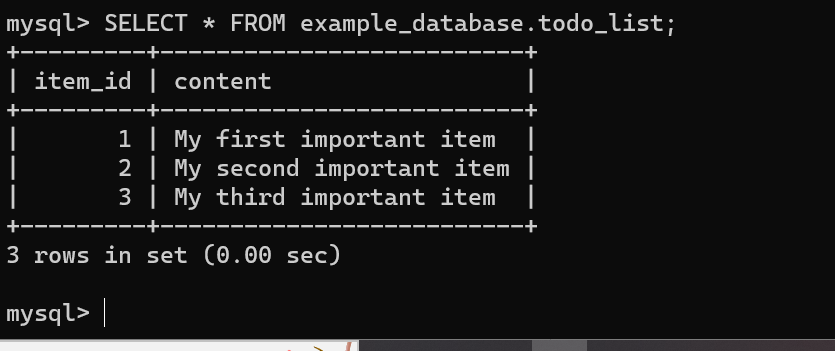 mysql> SELECT * FROM example_database.todo_list;
+---------+--------------------------+
| item_id | content                  |
+---------+--------------------------+
|       1 | My first important item  |
|       2 | My second important item |
|       3 | My third important item  |
+---------+--------------------------+
3 rows in set (0.00 sec)
mysql>